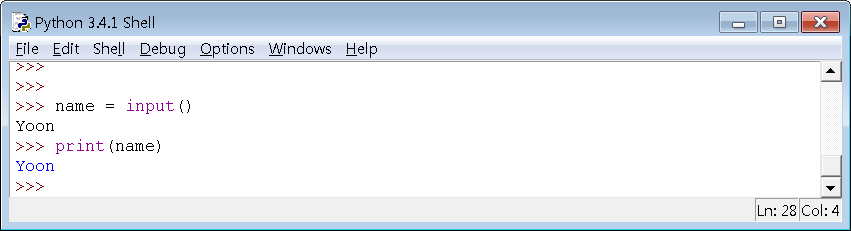 Python 3.4.1 Shell
File Edit Shell Debug Options Windows Help
>>>
>>>
>>> name = input()
Yoon
>>> print(name)
Yoon
>>>
Ln: 28 Col: 4